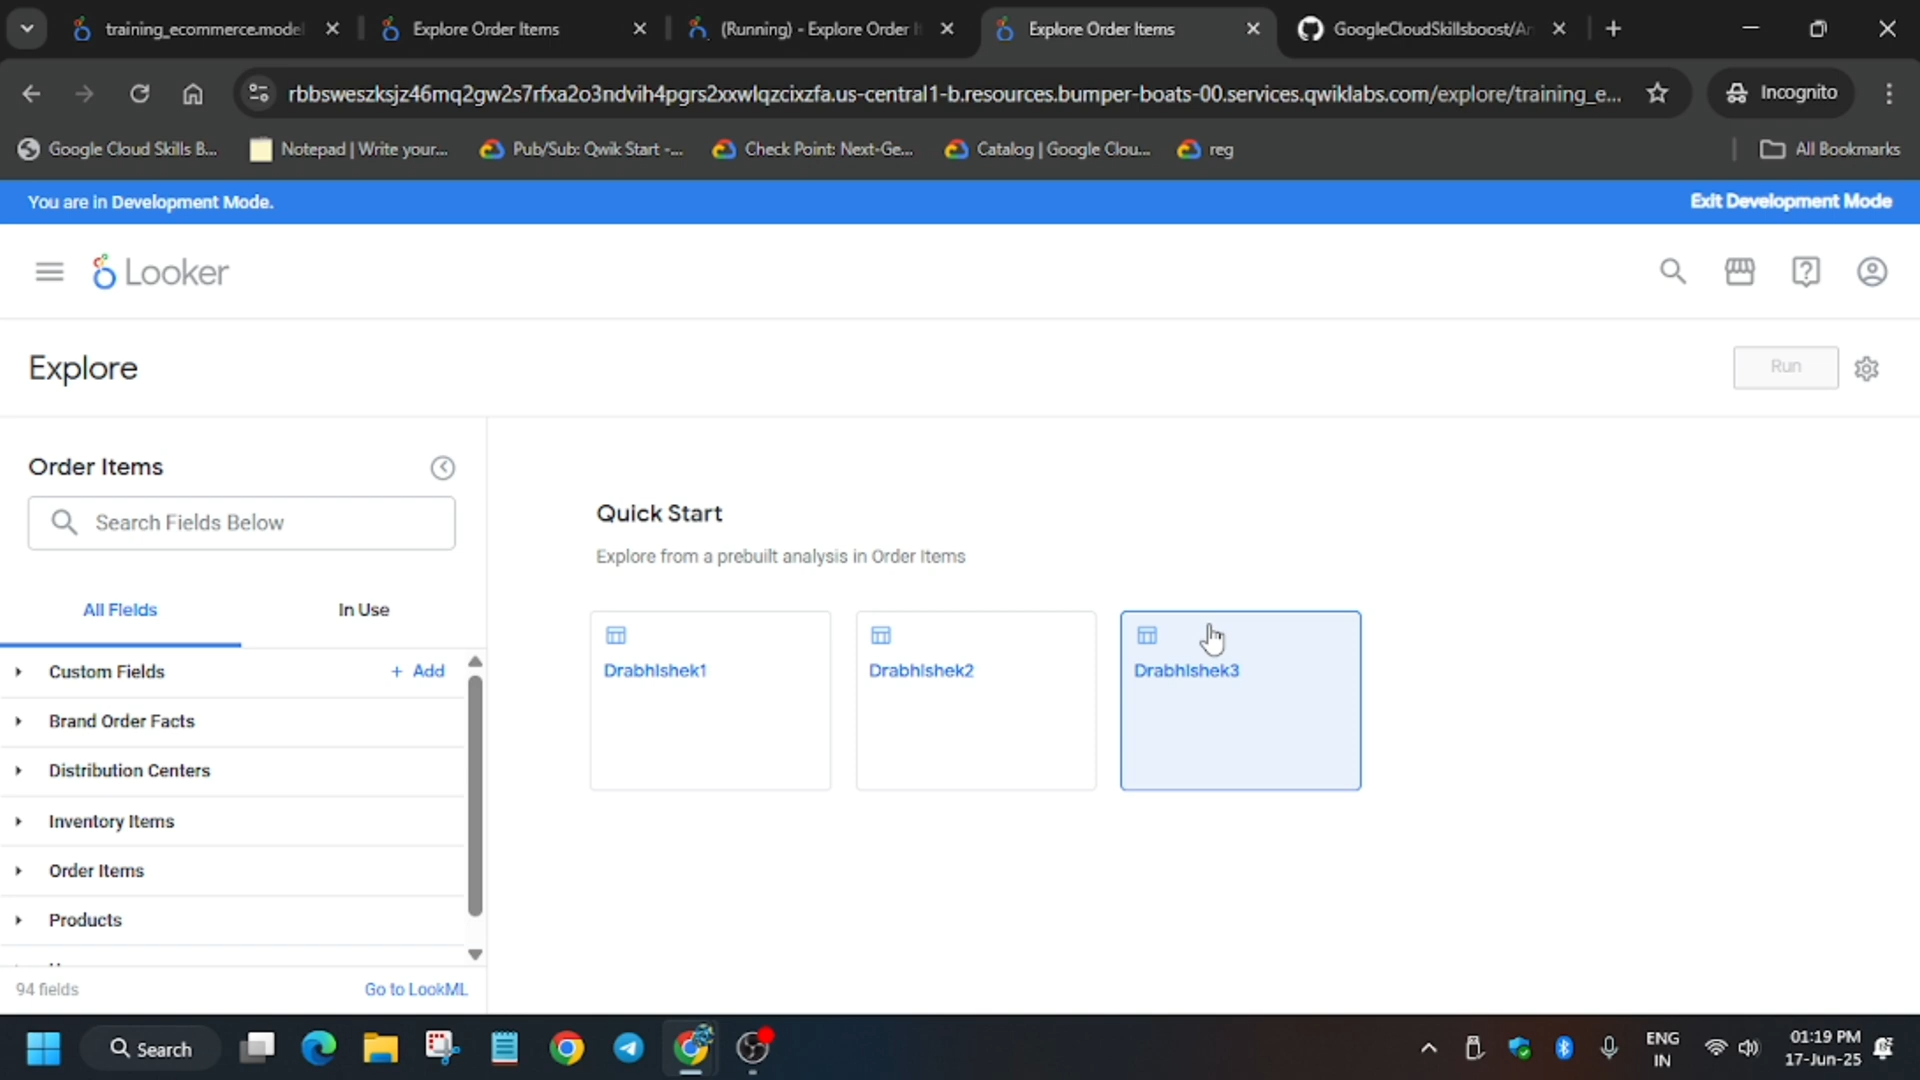 training_ecommerce.model
Explore Order Items
(Running) - Explore Order I
Explore Order Items
GoogleCloudSkillsboost/Ar
rbbsweszksjz46mq2gw2s7rfxa2o3ndvih4pgrs2xxwlqzcixzfa.us-central1-b.resources.bumper-boats-00.services.qwiklabs.com/explore/training_e...
Incognito
Google Cloud Skills B...
Notepad | Write your...
Pub/Sub: Qwik Start -...
Check Point: Next-Ge...
Catalog | Google Clou...
reg
All Bookmarks
You are in Development Mode.
Exit Development Mode
Looker
Explore
Run
Order Items
Search Fields Below
All Fields
In Use
Custom Fields
+ Add
Brand Order Facts
Distribution Centers
Inventory Items
Order Items
Products
94 fields
Go to LookML
Quick Start
Explore from a prebuilt analysis in Order Items
Drabhishek1
Drabhishek2
Drabhishek3
Search
ENG
IN
01:19 PM
17-Jun-25